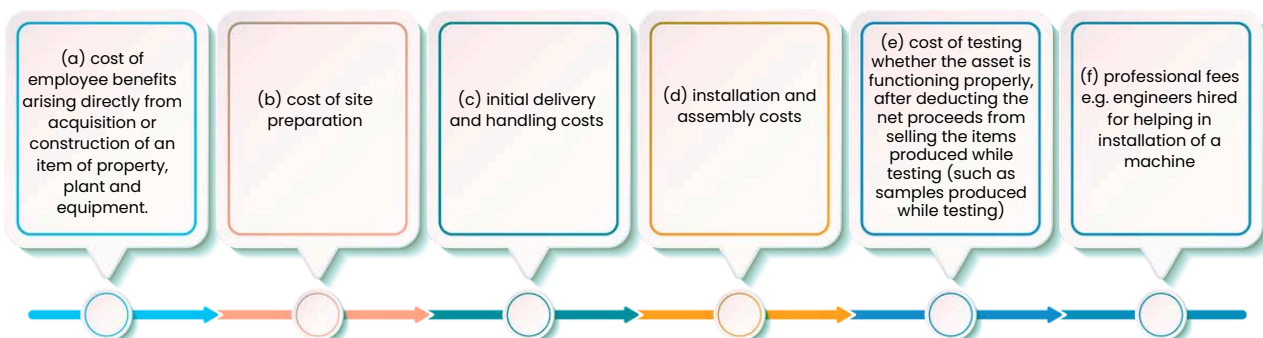 (a) cost of
employee benefits
arising directly from
acquisition or
construction of an
item of property,
plant and
equipment.
(b) cost of site
preparation
(c) initial delivery
and handling costs
(d) installation and
assembly costs
(e) cost of testing
whether the asset is
functioning properly,
after deducting the
net proceeds from
selling the items
produced while
testing (such as
samples produced
while testing)
(f) professional fees
e.g. engineers hired
for helping in
installation of a
machine